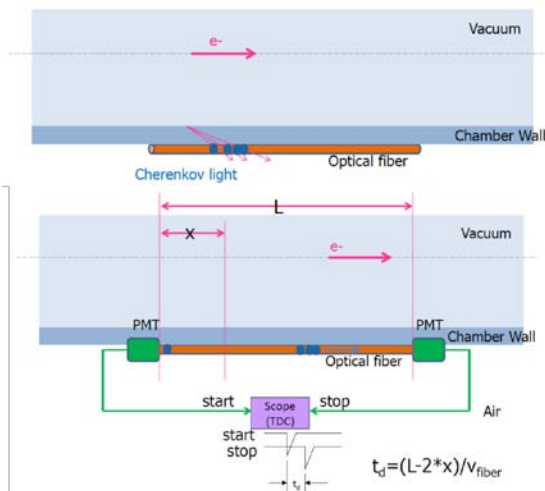 Vacuum
e-
Chamber Wall
Optical fiber
Cherenkov light
L
x
Vacuum
e-
PMT
PMT
Chamber Wall
Optical fiber
start
Scope
(TDC)
stop
Air
start
stop
td
td=(L-2*x)/vfiber